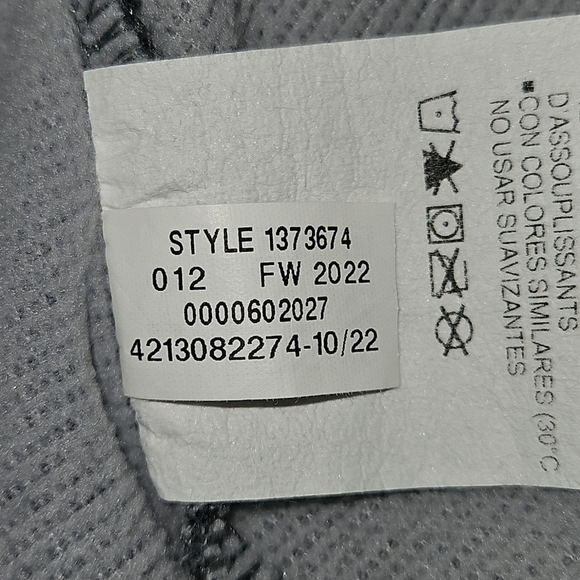 STYLE 1373674
012 FW 2022
0000602027
4213082274-10/22
D'ASSOUPLISSANTS
"CON COLORES SIMILARES (30°C
NO USAR SUAVIZANTES